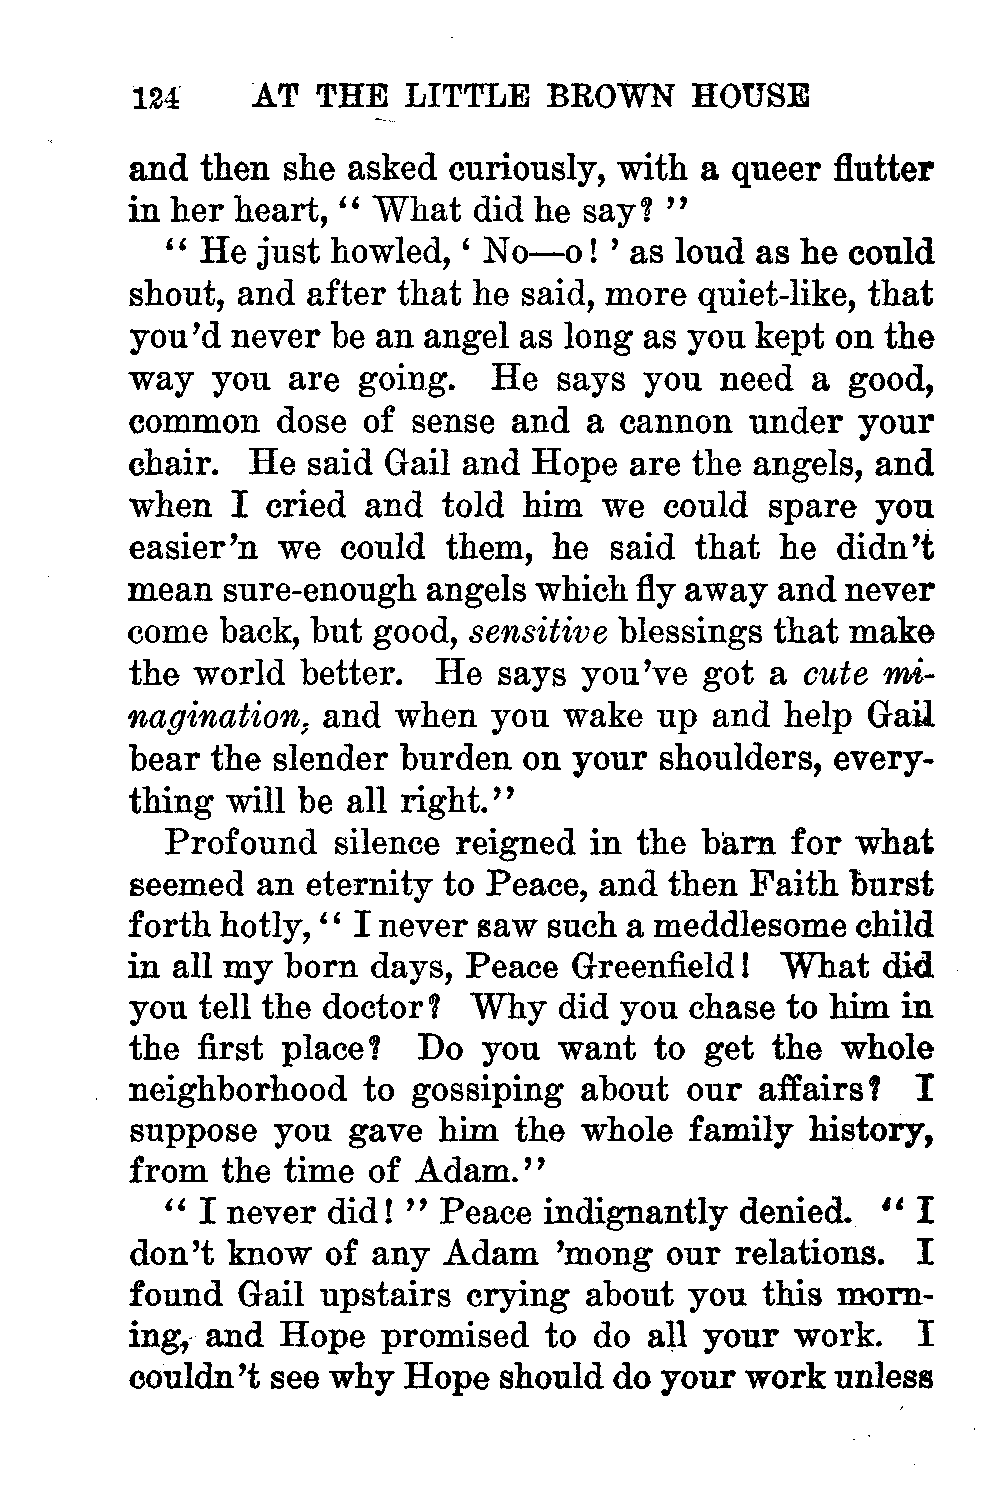 124 AT THE LITTLE BROWN HOUSE
and then she asked curiously, with a queer flutter
in her heart, “ What did he say? ”
“ He just howled, ‘ No—o! ’ as loud as he could
shout, and after that he said, more quiet-like, that
you’d never be an angel as long as you kept on the
way you are going. He says you need a good,
common dose of sense and a cannon under your
chair. He said Gail and Hope are the angels, and
when I cried and told him we could spare you
easier’n we could them, he said that he didn’t
mean sure-enough angels which fly away and never
come back, but good, sensitive blessings that make
the world better. He says you’ve got a cute mi-
nagination, and when you wake up and help Gail
bear the slender burden on your shoulders, every-
thing will be all right.”
Profound silence reigned in the barn for what
seemed an eternity to Peace, and then Faith burst
forth hotly, “ I never saw such a meddlesome child
in all my born days, Peace Greenfield! What did
you tell the doctor? Why did you chase to him in
the first place? Do you want to get the whole
neighborhood to gossiping about our affairs? I
suppose you gave him the whole family history,
from the time of Adam.”
“ I never did! ” Peace indignantly denied. “ I
don’t know of any Adam ’mong our relations. I
found Gail upstairs crying about you this morn-
ing, and Hope promised to do all your work. I
couldn’t see why Hope should do your work unless